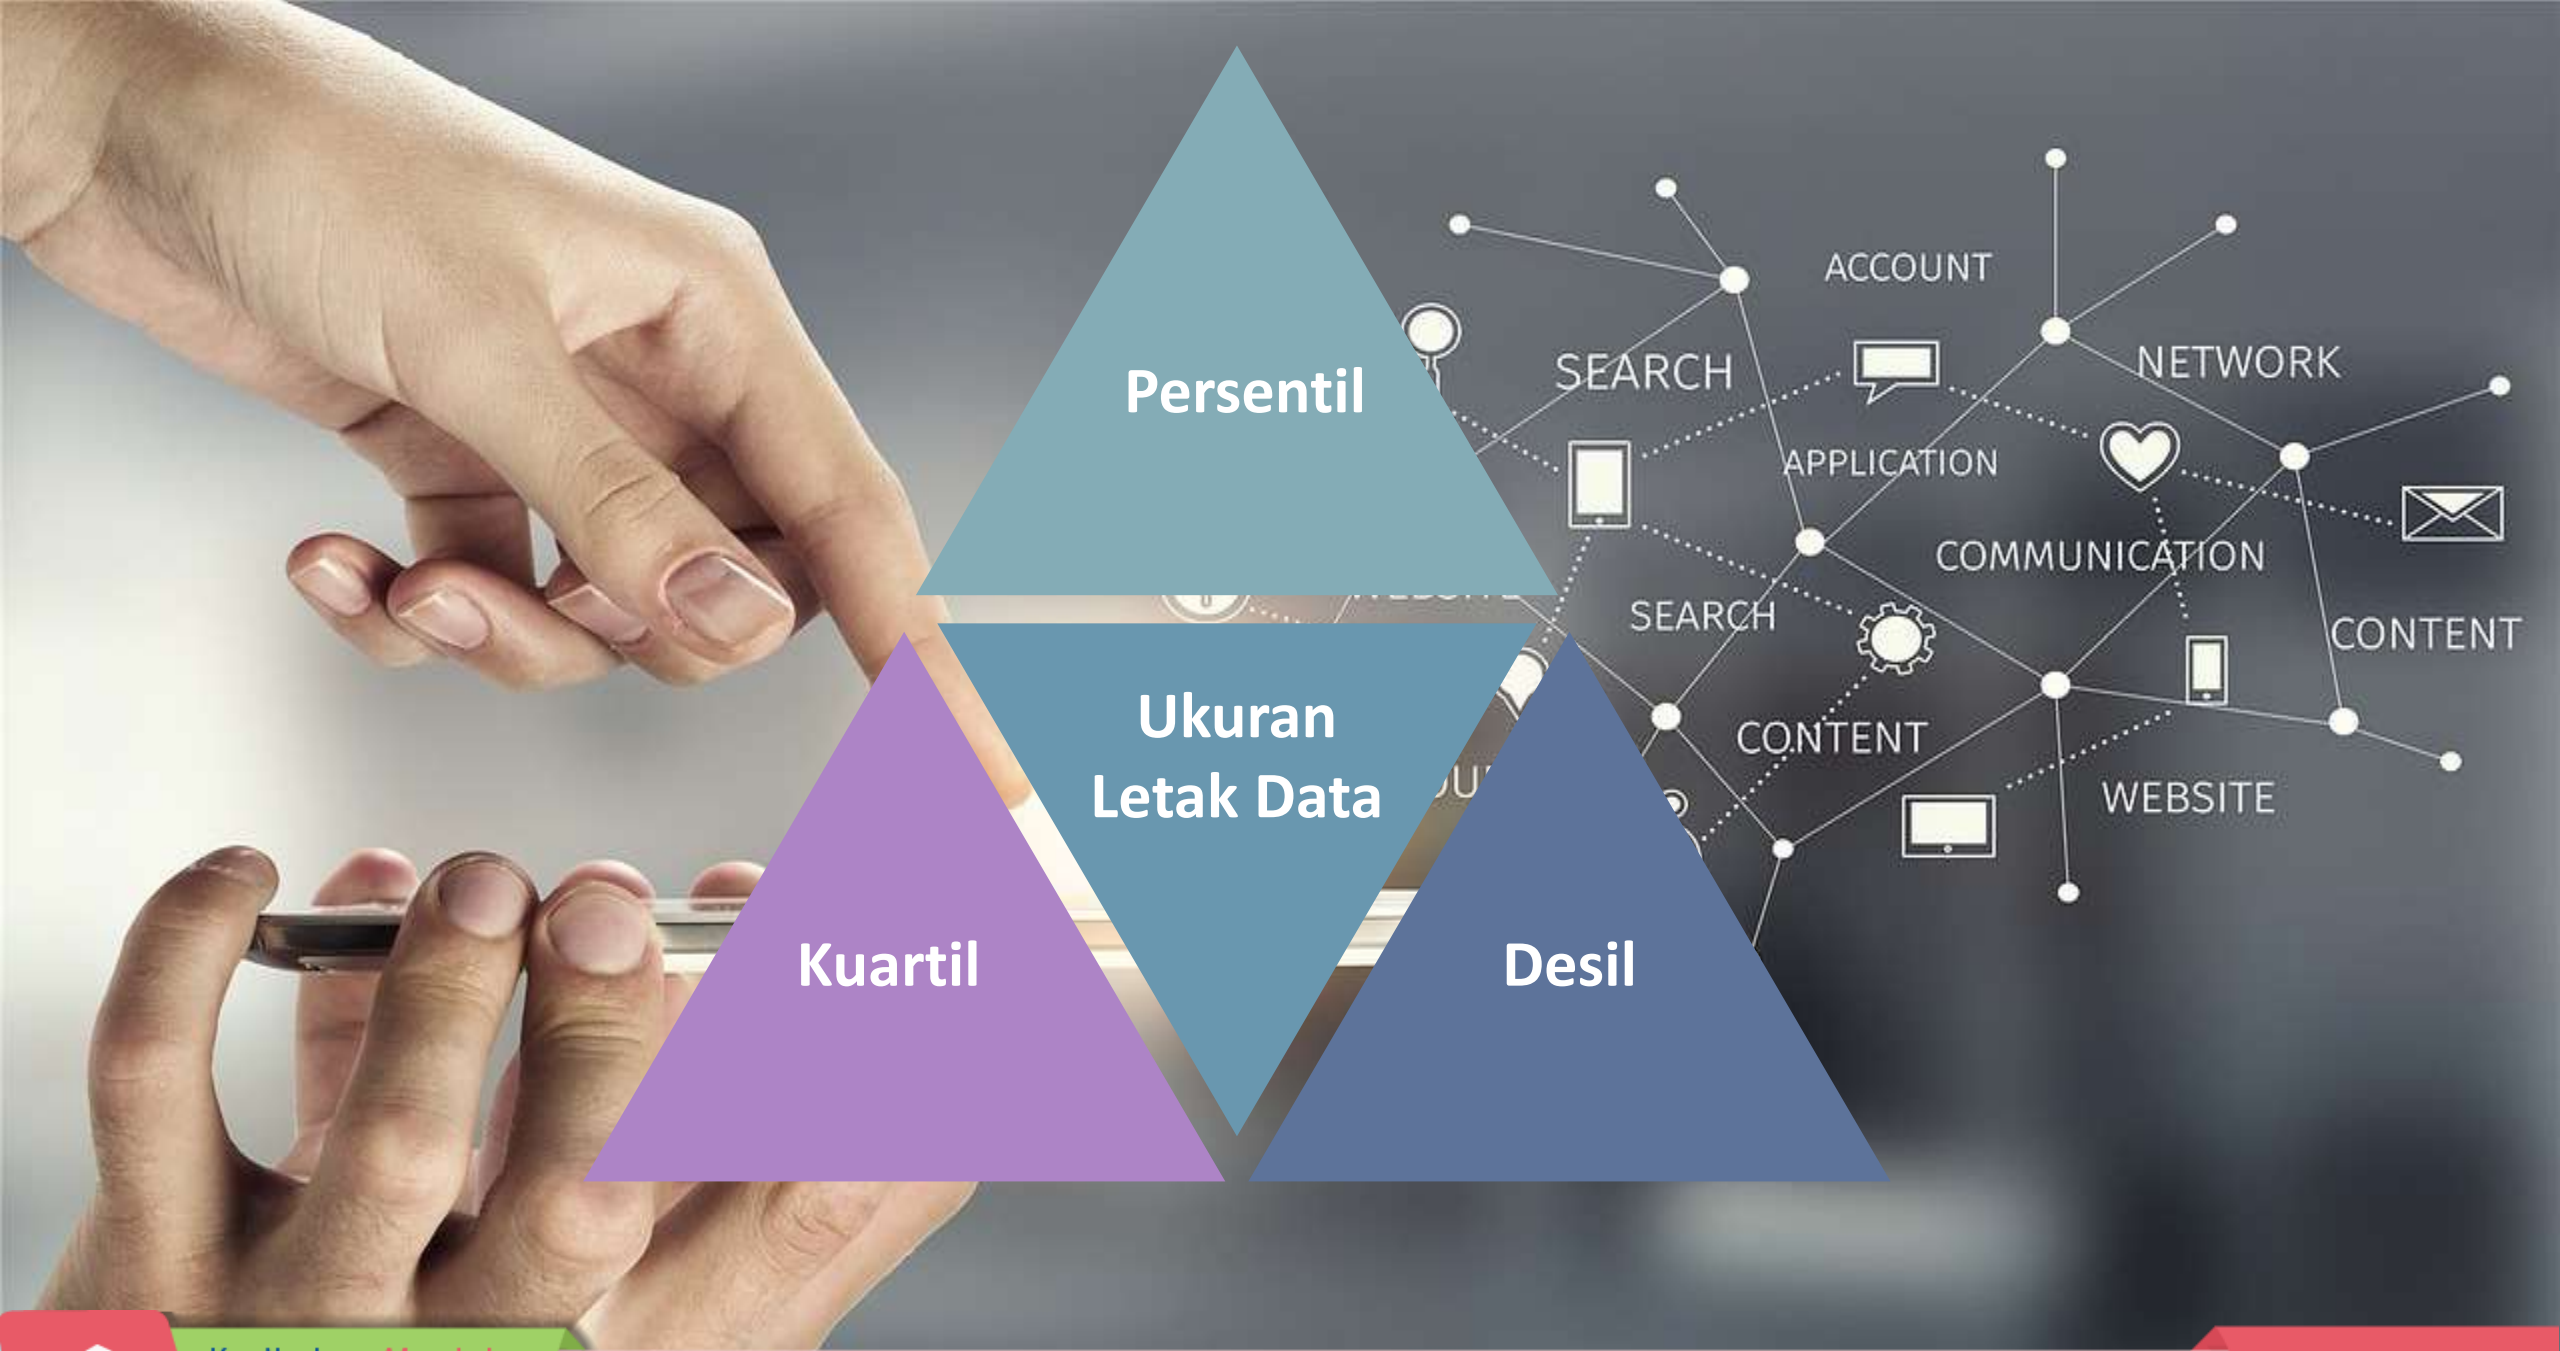 Persentil
Ukuran
Letak Data
Kuartil
Desil
ACCOUNT
SEARCH
NETWORK
APPLICATION
COMMUNICATION
SEARCH
CONTENT
CONTENT
WEBSITE